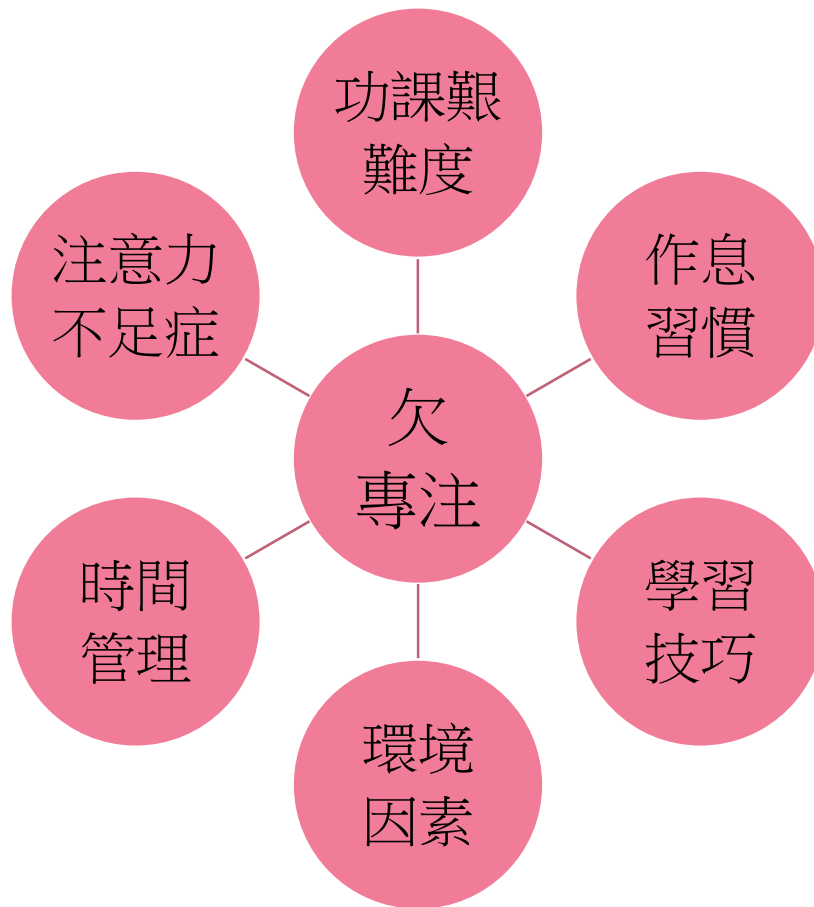 功課艱
難度
作息
習慣
學習
技巧
環境
因素
時間
管理
注意力
不足症
欠
專注